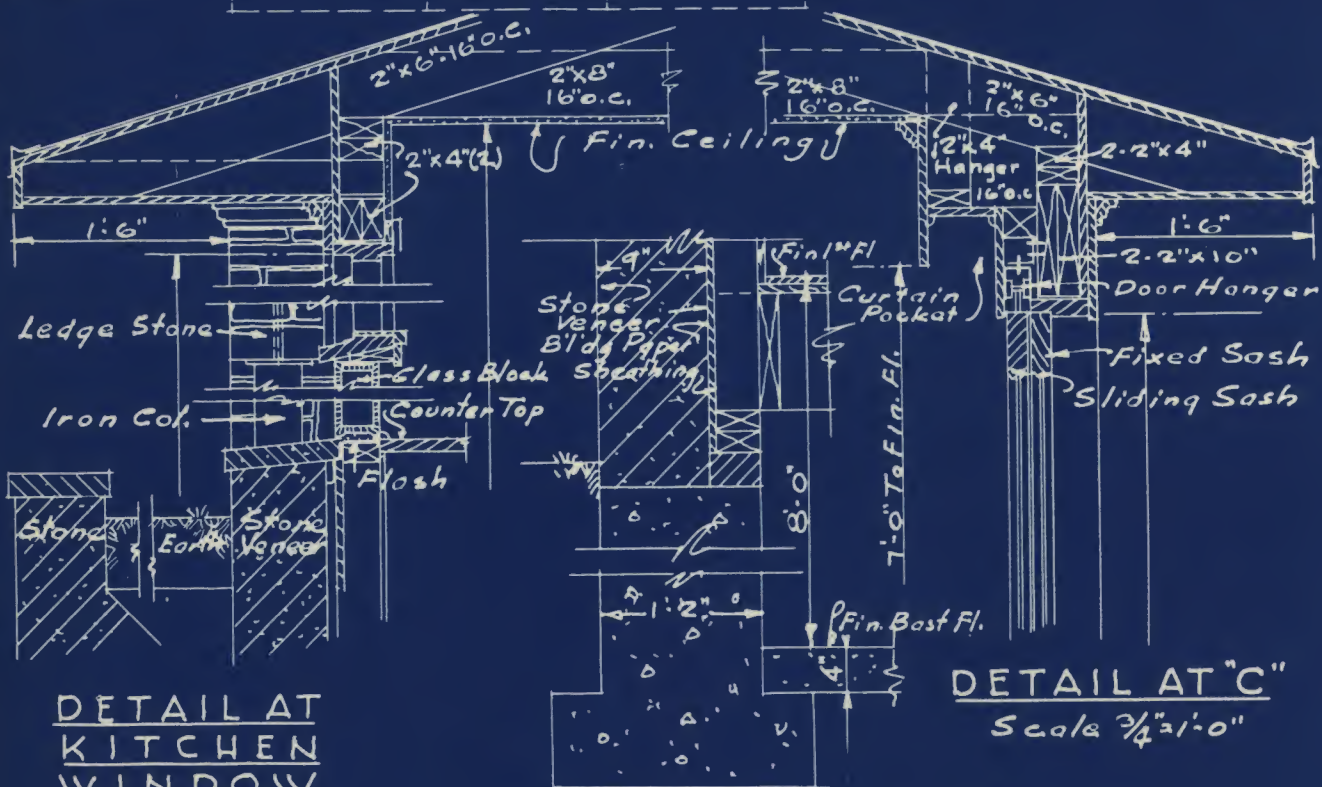 2"x6"-16"o.c.
2"x8"
16"o.c.
2"x4"(2)
Fin. Ceiling
1'-6"
Ledge Stone
Iron Col.
Glass Block
Counter Top
Flash
Stone
Earth
Stone
Veneer
DETAIL AT
KITCHEN
WINDOW
9"
Fin 1st Fl
Stone
Veneer
B'l'dg Paper
Sheathing
8'-0"
1'-2"
Fin. Bast Fl.
4"
7'-0" To Fin. Fl.
2"x8"
16"o.c.
2"x4"
Hanger
16"o.c
2"x6"
16"
o.c.
2-2"x4"
1'-6"
2-2"x10"
Curtain
Pocket
Door Hanger
Fixed Sash
Sliding Sash
DETAIL AT "C"
Scale 3/4"=1'-0"